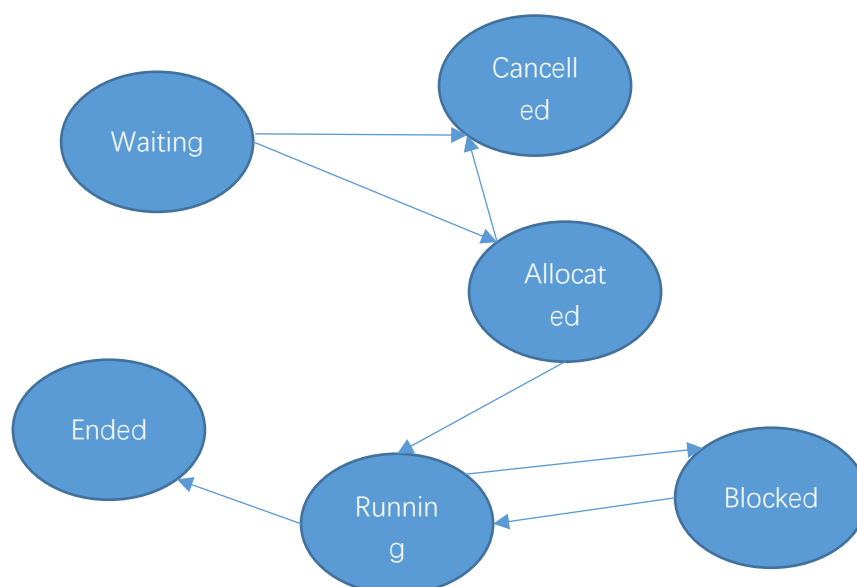 Cancell
ed
Waiting
Allocat
ed
Ended
Runnin
g
Blocked